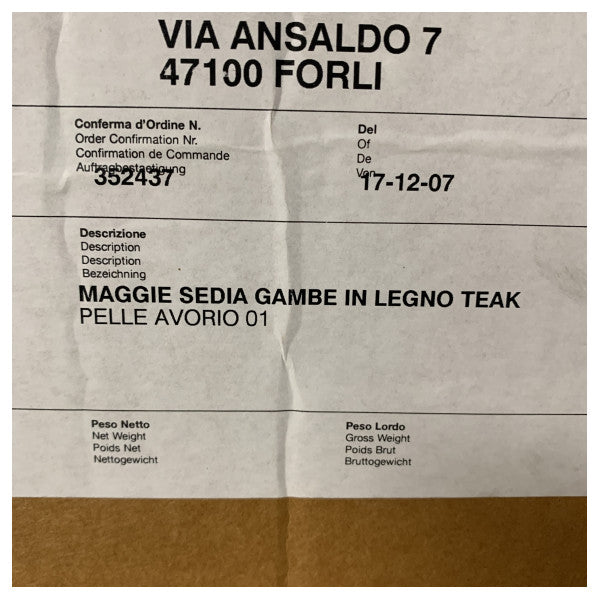 VIA ANSALDO 7
47100 FORLI
Conferma d'Ordine N.
Order Confirmation Nr.
Confirmation de Commande
Auftragbestaetigung
352437
Del
Of
De
Von
17-12-07
Descrizione
Description
Description
Bezeichning
MAGGIE SEDIA GAMBE IN LEGNO TEAK
PELLE AVORIO 01
Peso Netto
Net Weight
Poids Net
Nettogewicht
Peso Lordo
Gross Weight
Poids Brut
Bruttogewicht